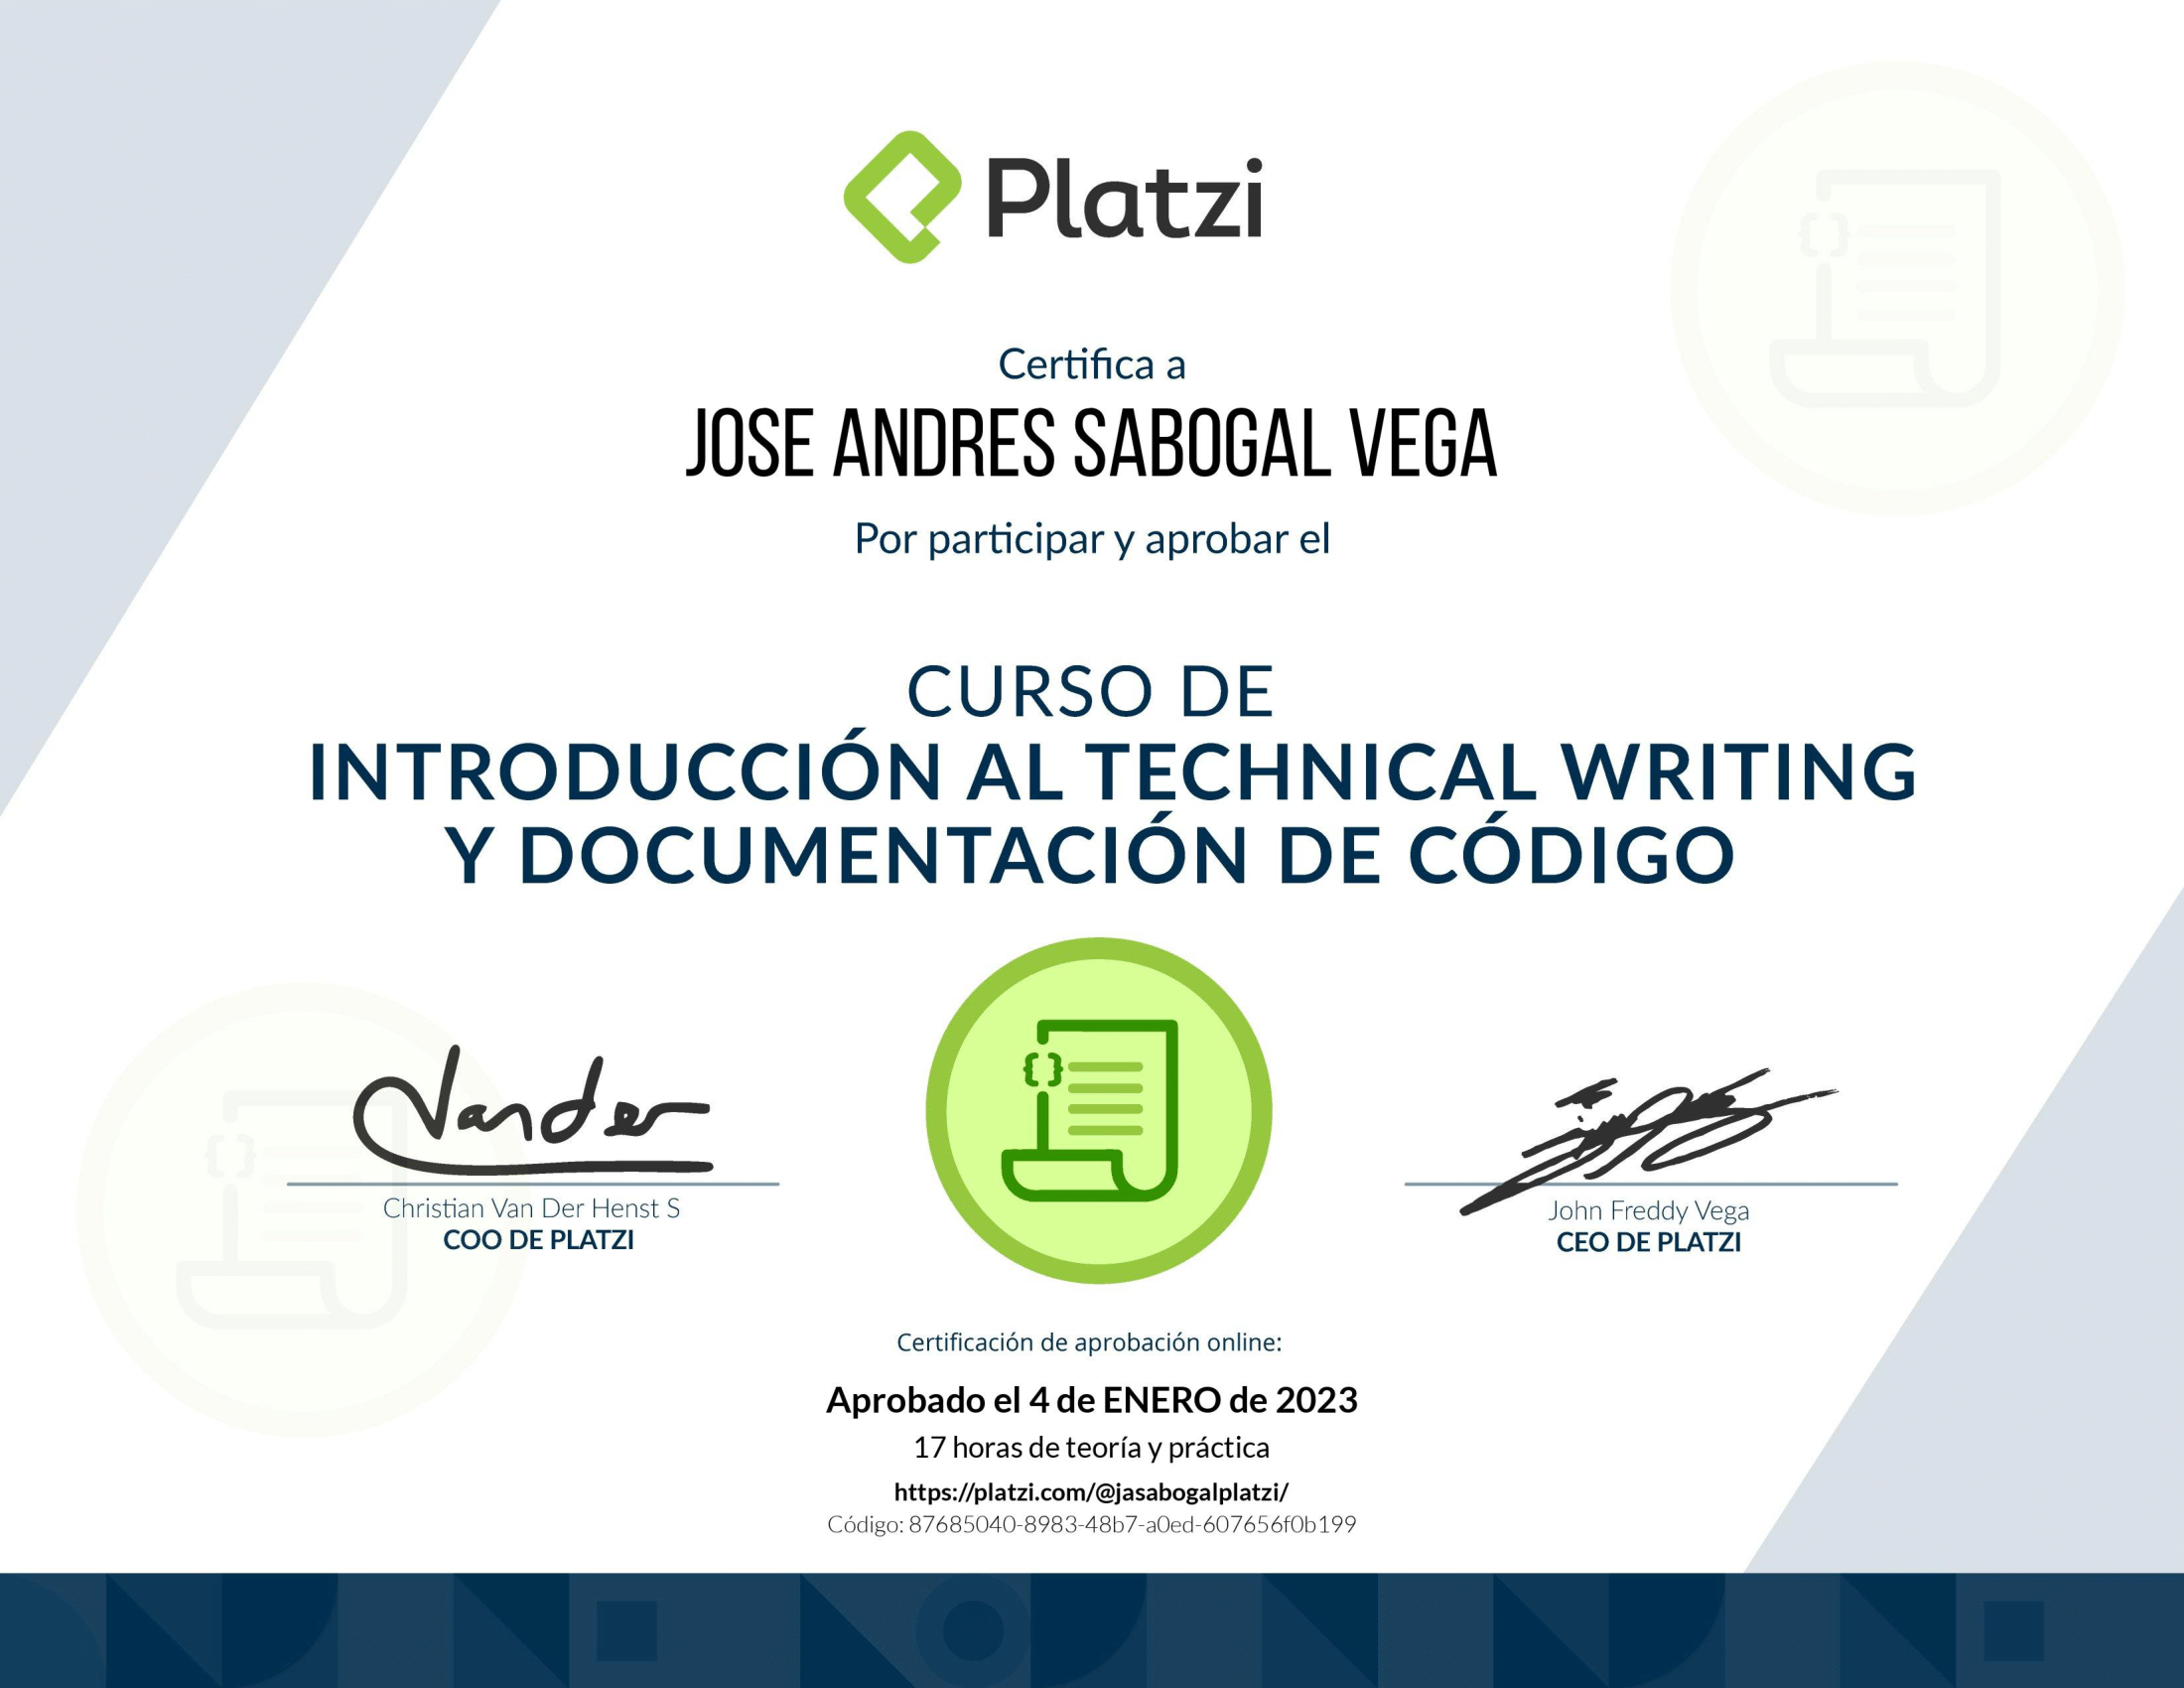 Platzi
Certifica a
JOSE ANDRES SABOGAL VEGA
Por participar y aprobar el
CURSO DE
INTRODUCCIÓN AL TECHNICAL WRITING
Y DOCUMENTACIÓN DE CÓDIGO
Vander
Christian Van Der Henst S
COO DE PLATZI
John Freddy Vega
CEO DE PLATZI
Certificación de aprobación online:
Aprobado el 4 de ENERO de 2023
17 horas de teoría y práctica
https://platzi.com/@jasabogalplatzi/
Código: 87685040-8983-48b7-a0ed-607656f0b199